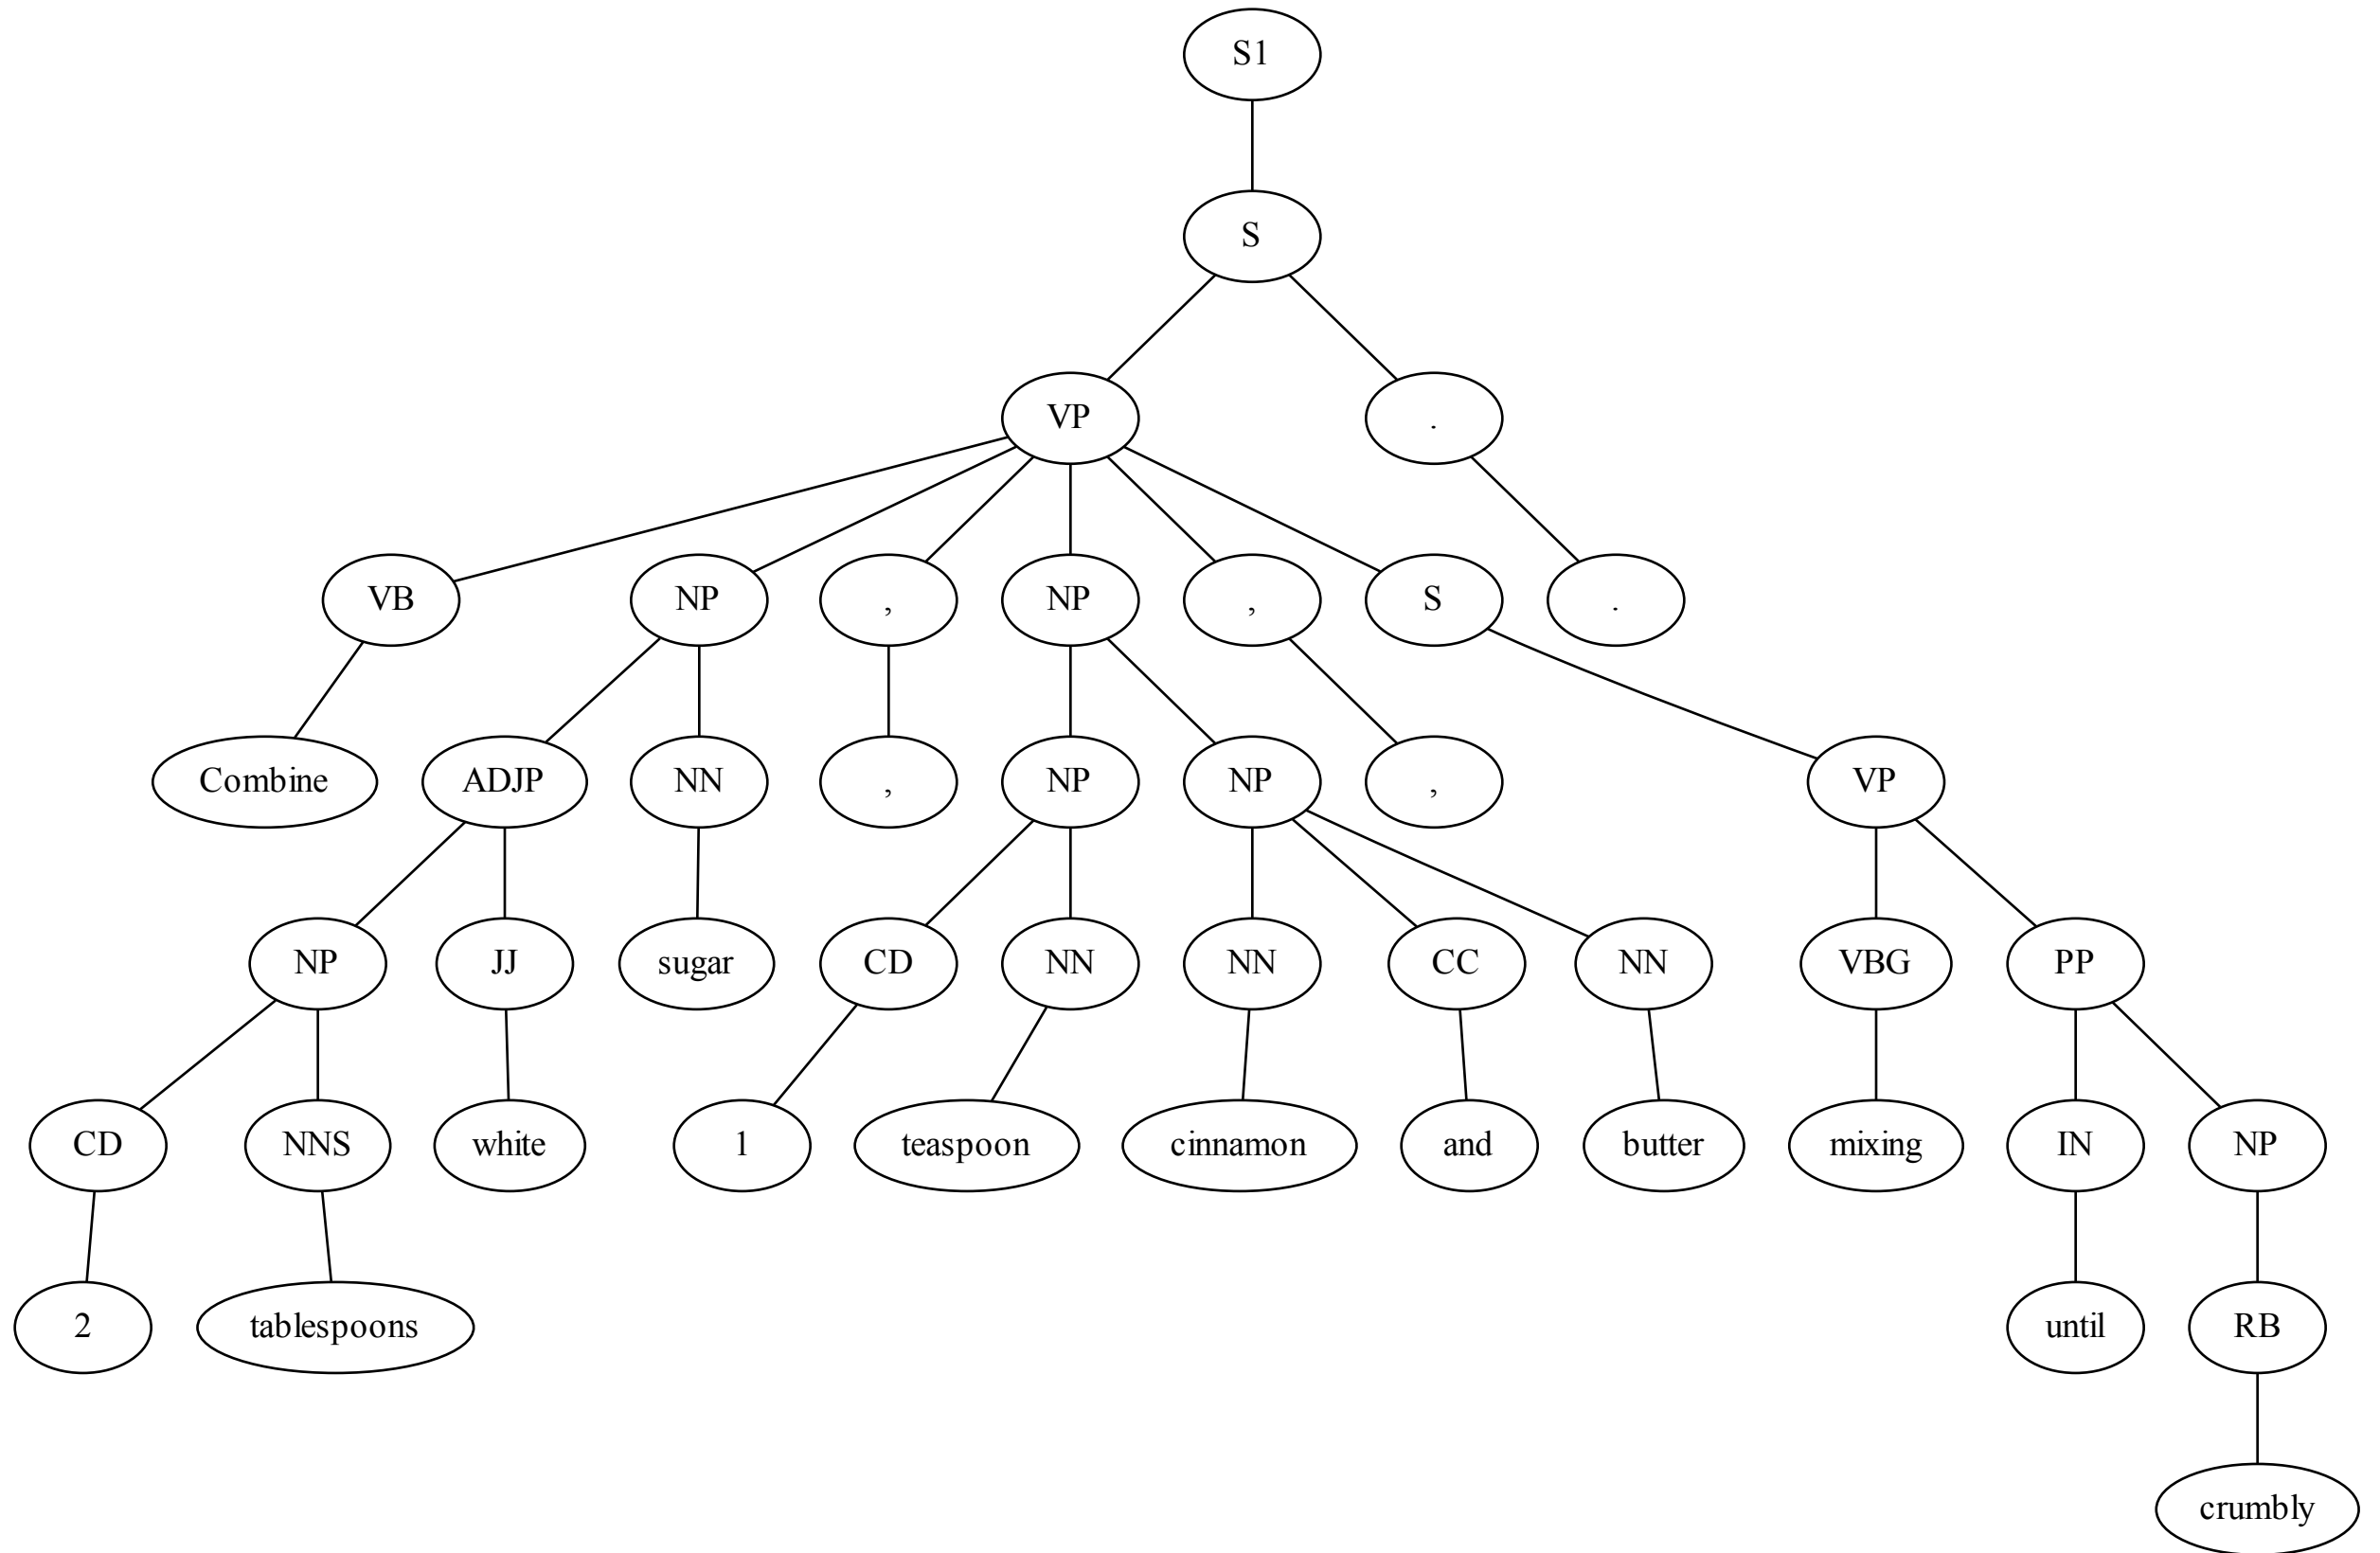 S1
S
VP .
VB NP , NP , S .
Combine ADJP NN , NP NP , VP
NP JJ sugar CD NN NN CC NN VBG PP
CD NNS white 1 teaspoon cinnamon and butter mixing IN NP
2 tablespoons until RB
crumbly